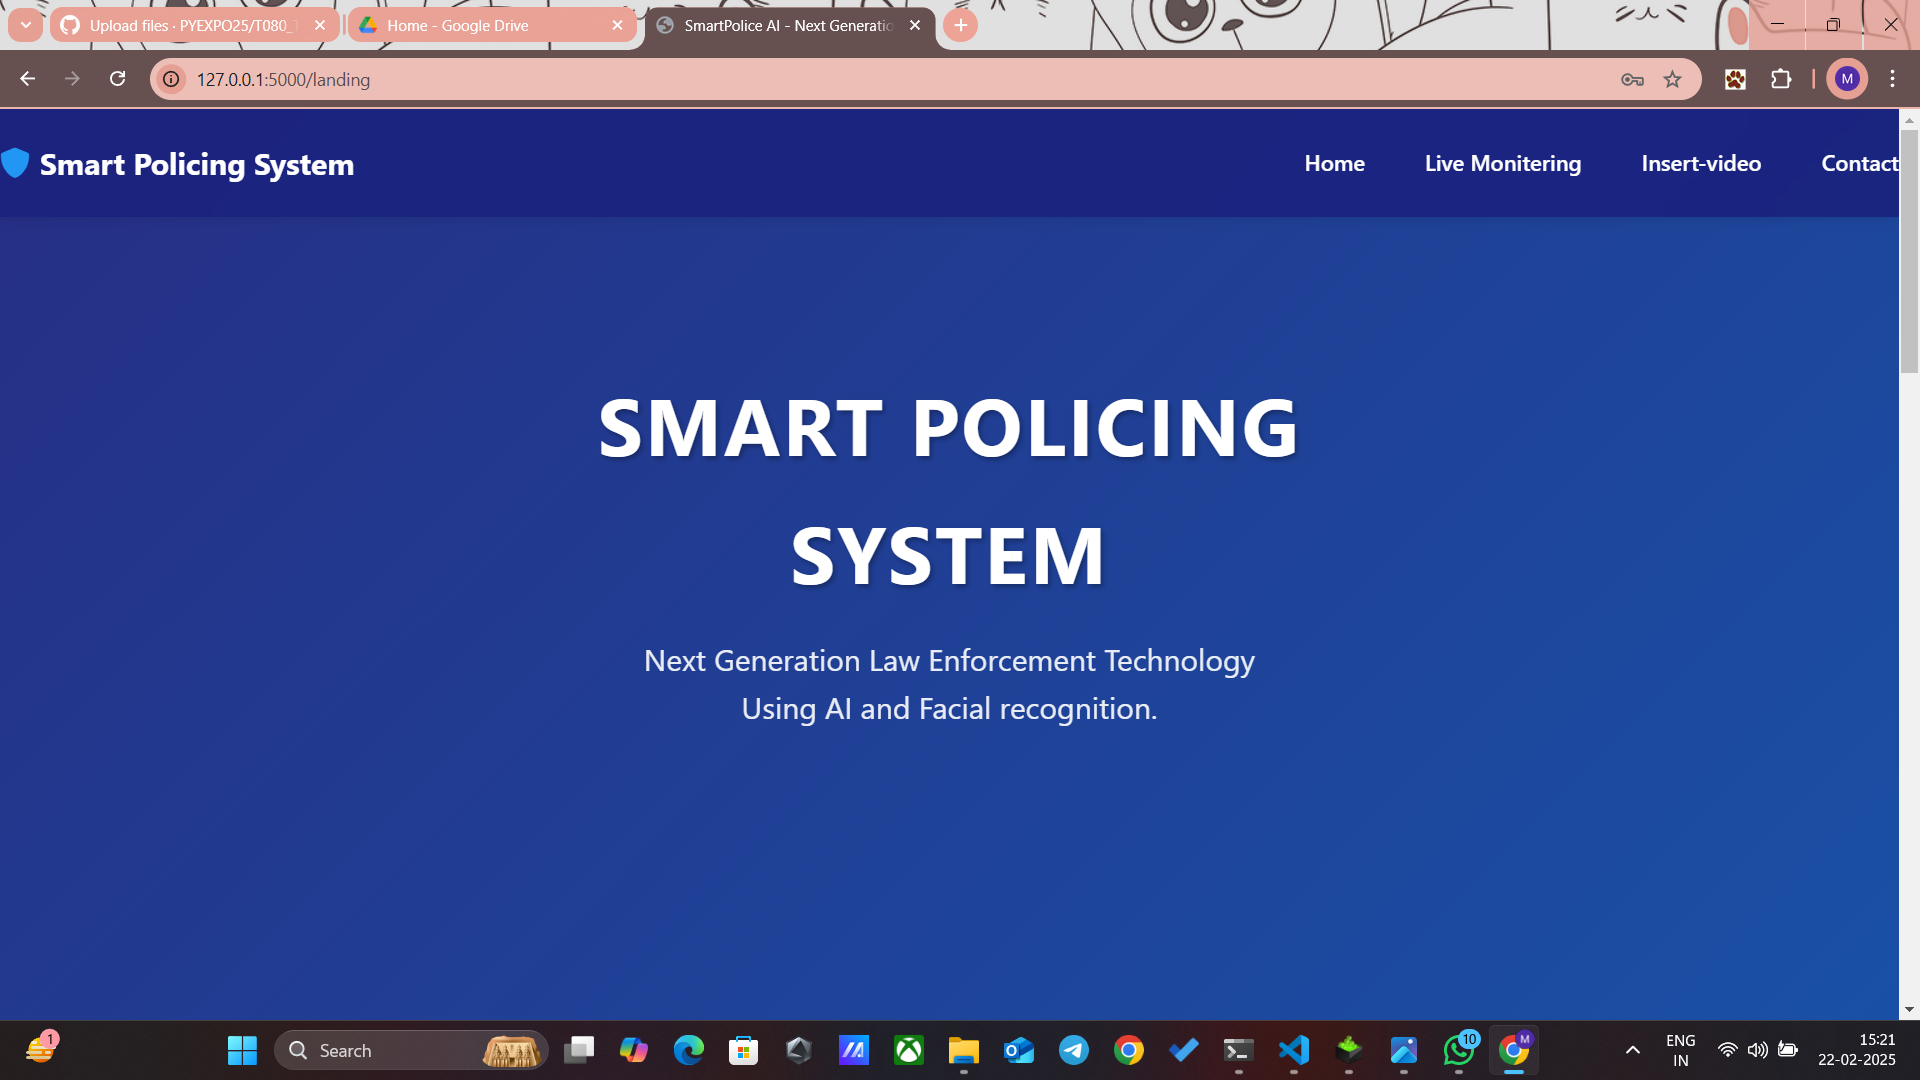 Upload files · PYEXPO25/T080_
Home - Google Drive
SmartPolice AI - Next Generatio
127.0.0.1:5000/landing
M
Smart Policing System
Home
Live Monitering
Insert-video
Contact
SMART POLICING
SYSTEM
Next Generation Law Enforcement Technology
Using AI and Facial recognition.
1
Search
10
M
ENG
IN
15:21
22-02-2025